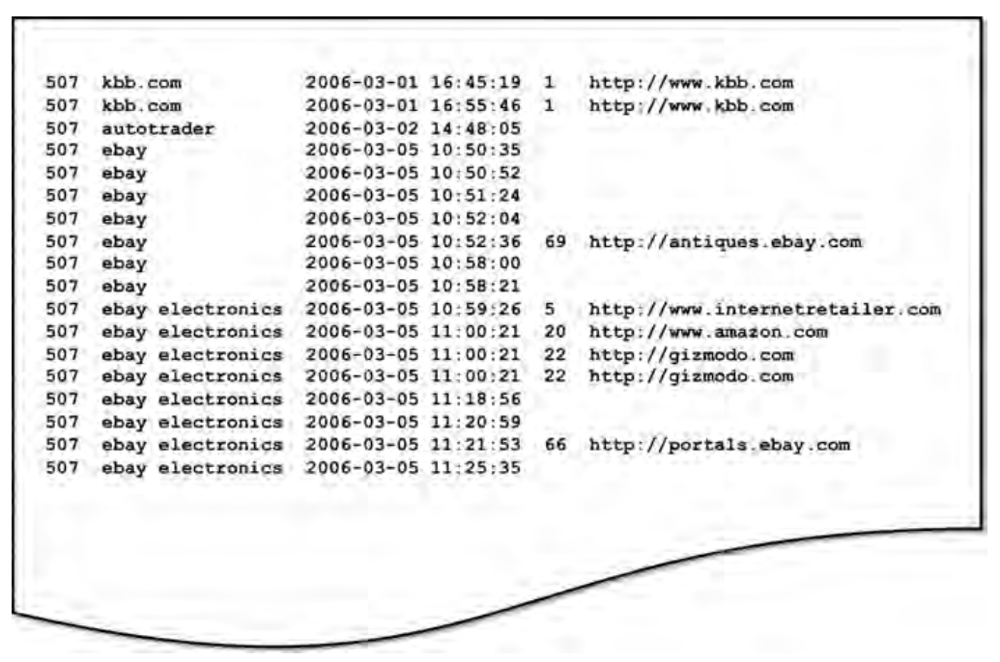 507 kbb.com 2006-03-01 16:45:19 1 http://www.kbb.com
507 kbb.com 2006-03-01 16:55:46 1 http://www.kbb.com
507 autotrader 2006-03-02 14:48:05
507 ebay 2006-03-05 10:50:35
507 ebay 2006-03-05 10:50:52
507 ebay 2006-03-05 10:51:24
507 ebay 2006-03-05 10:52:04
507 ebay 2006-03-05 10:52:36 69 http://antiques.ebay.com
507 ebay 2006-03-05 10:58:00
507 ebay 2006-03-05 10:58:21
507 ebay electronics 2006-03-05 10:59:26 5 http://www.internetretailer.com
507 ebay electronics 2006-03-05 11:00:21 20 http://www.amazon.com
507 ebay electronics 2006-03-05 11:00:21 22 http://gizmodo.com
507 ebay electronics 2006-03-05 11:00:21 22 http://gizmodo.com
507 ebay electronics 2006-03-05 11:18:56
507 ebay electronics 2006-03-05 11:20:59
507 ebay electronics 2006-03-05 11:21:53 66 http://portals.ebay.com
507 ebay electronics 2006-03-05 11:25:35